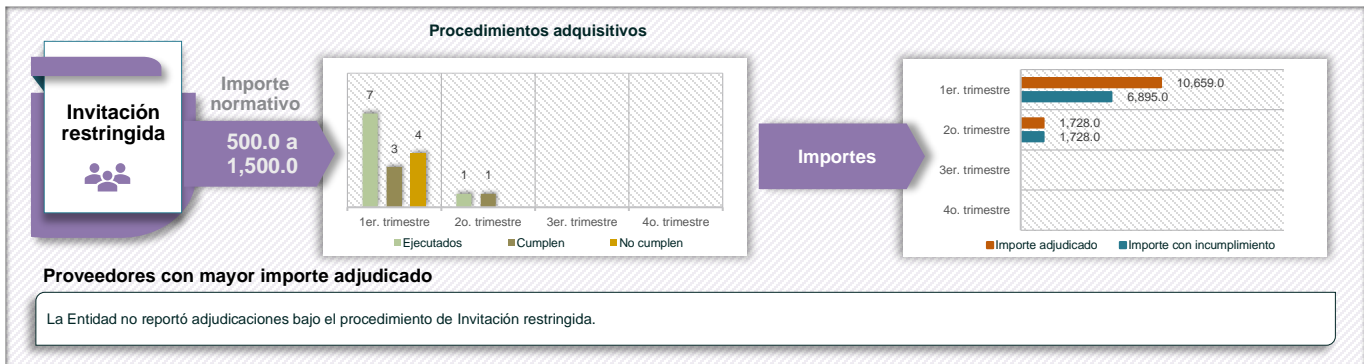 Procedimientos adquisitivos
Invitación
restringida
Importe
normativo
500.0 a
1,500.0
7
3
4
1
1
1er. trimestre
2o. trimestre
3er. trimestre
4o. trimestre
Ejecutados
Cumplen
No cumplen
Importes
1er. trimestre
10,659.0
6,895.0
2o. trimestre
1,728.0
1,728.0
3er. trimestre
4o. trimestre
Importe adjudicado
Importe con incumplimiento
Proveedores con mayor importe adjudicado
La Entidad no reportó adjudicaciones bajo el procedimiento de Invitación restringida.